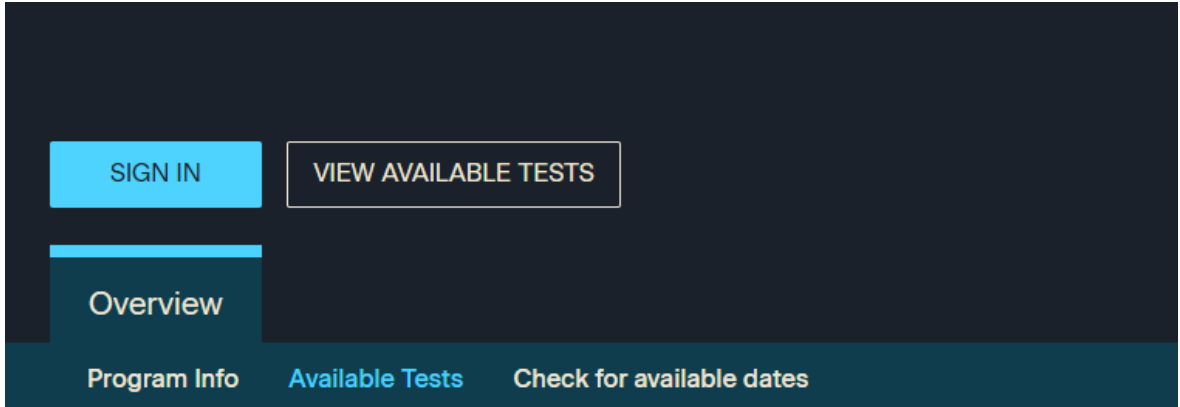 SIGN IN VIEW AVAILABLE TESTS
Overview
Program Info Available Tests Check for available dates